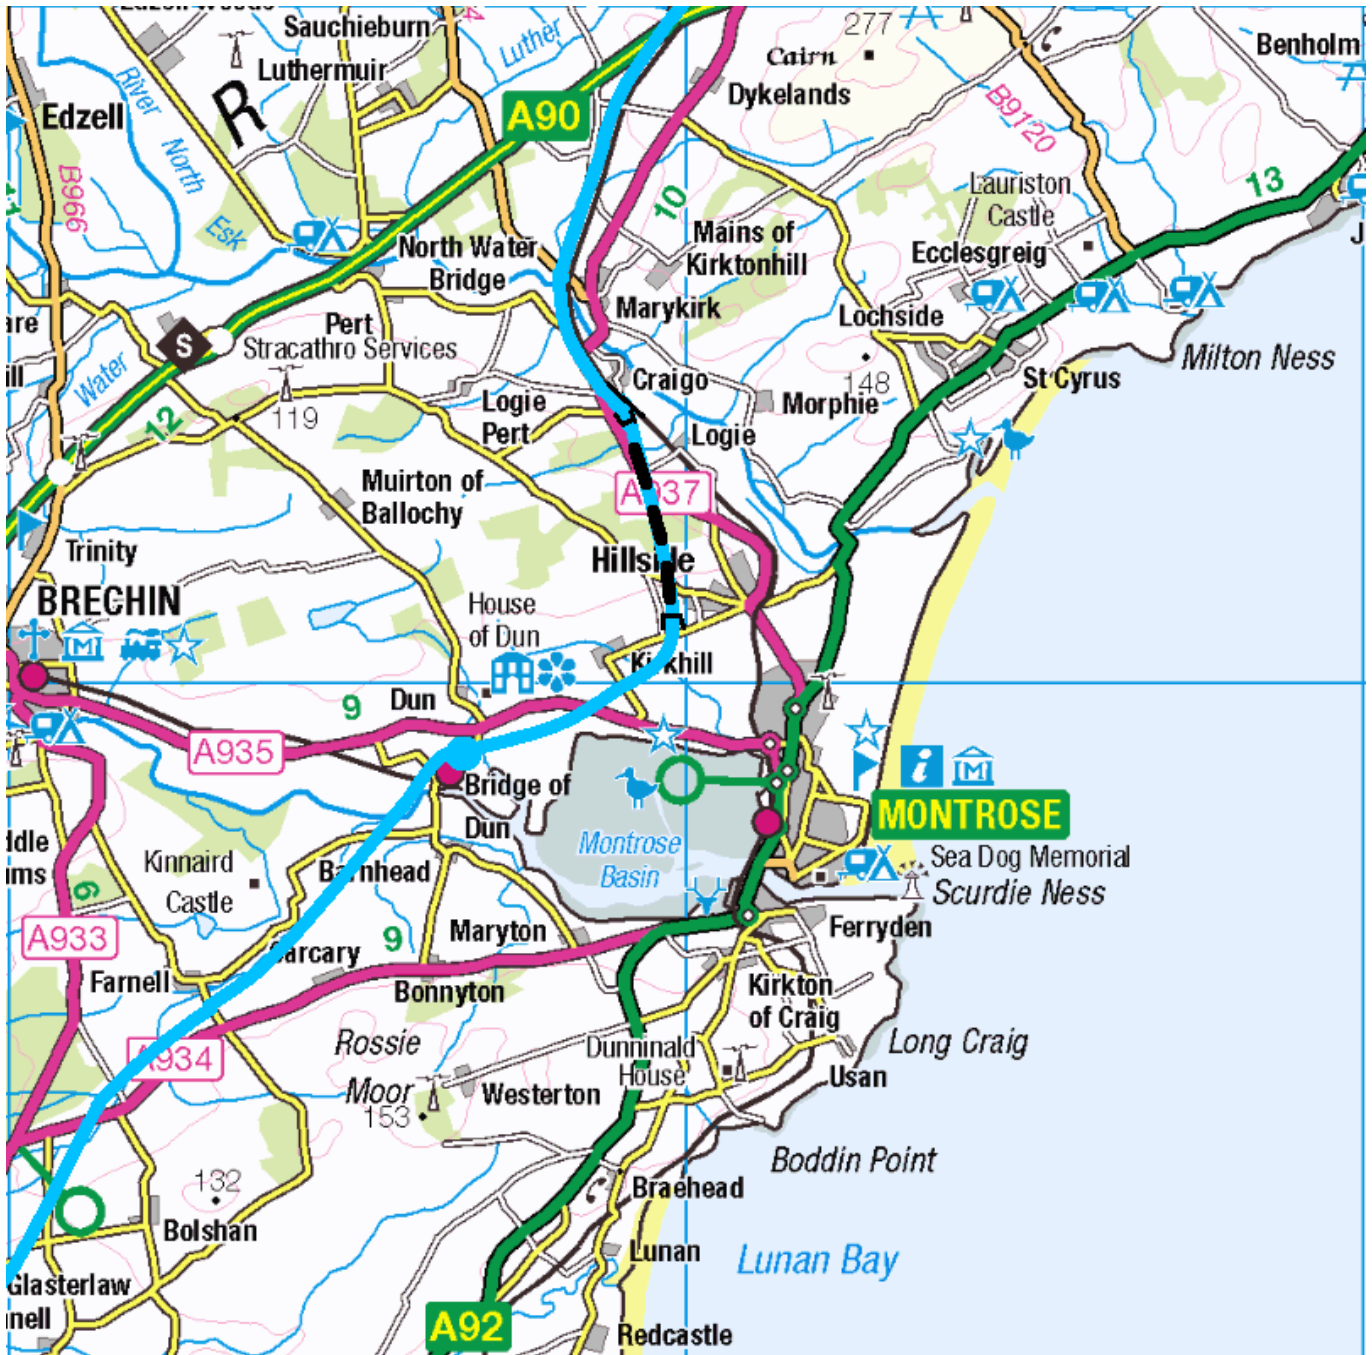 Sauchieburn
277
Luther
Cairn
Benholm
Luthermuir
River
R
Dykelands
Edzell
A90
B9120
North
B966
10
Lauriston
Castle
13
Esk
Mains of
Kirktonhill
Ecclesgreig
J
North Water
Bridge
Marykirk
Lochside
Pert
S
Stracathro Services
Milton Ness
Water
Craigo
148
St Cyrus
119
12
Logie
Pert
Morphie
Logie
Muirton of
Ballochy
A937
Trinity
Hillside
BRECHIN
House
of Dun
M
Kirkhill
Dun
9
A935
Bridge of
Dun
i
M
MONTROSE
Montrose
Basin
Kinnaird
Castle
Barnhead
Sea Dog Memorial
Scurdie Ness
9
A933
Carcary
9
Maryton
Ferryden
Farnell
Bonnyton
Kirkton
of Craig
Rossie
Moor
A934
Dunninald
House
Long Craig
Usan
Westerton
153
Boddin Point
132
Braehead
Bolshan
Lunan
Lunan Bay
Glasterlaw
A92
Redcastle